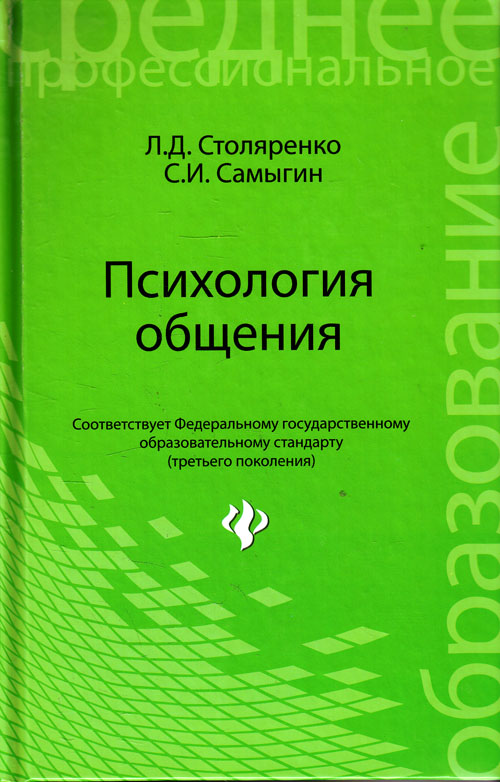 среднее
профессиональное
образование
Л.Д. Столяренко
С.И. Самыгин
Психология
общения
Соответствует Федеральному государственному
образовательному стандарту
(третьего поколения)